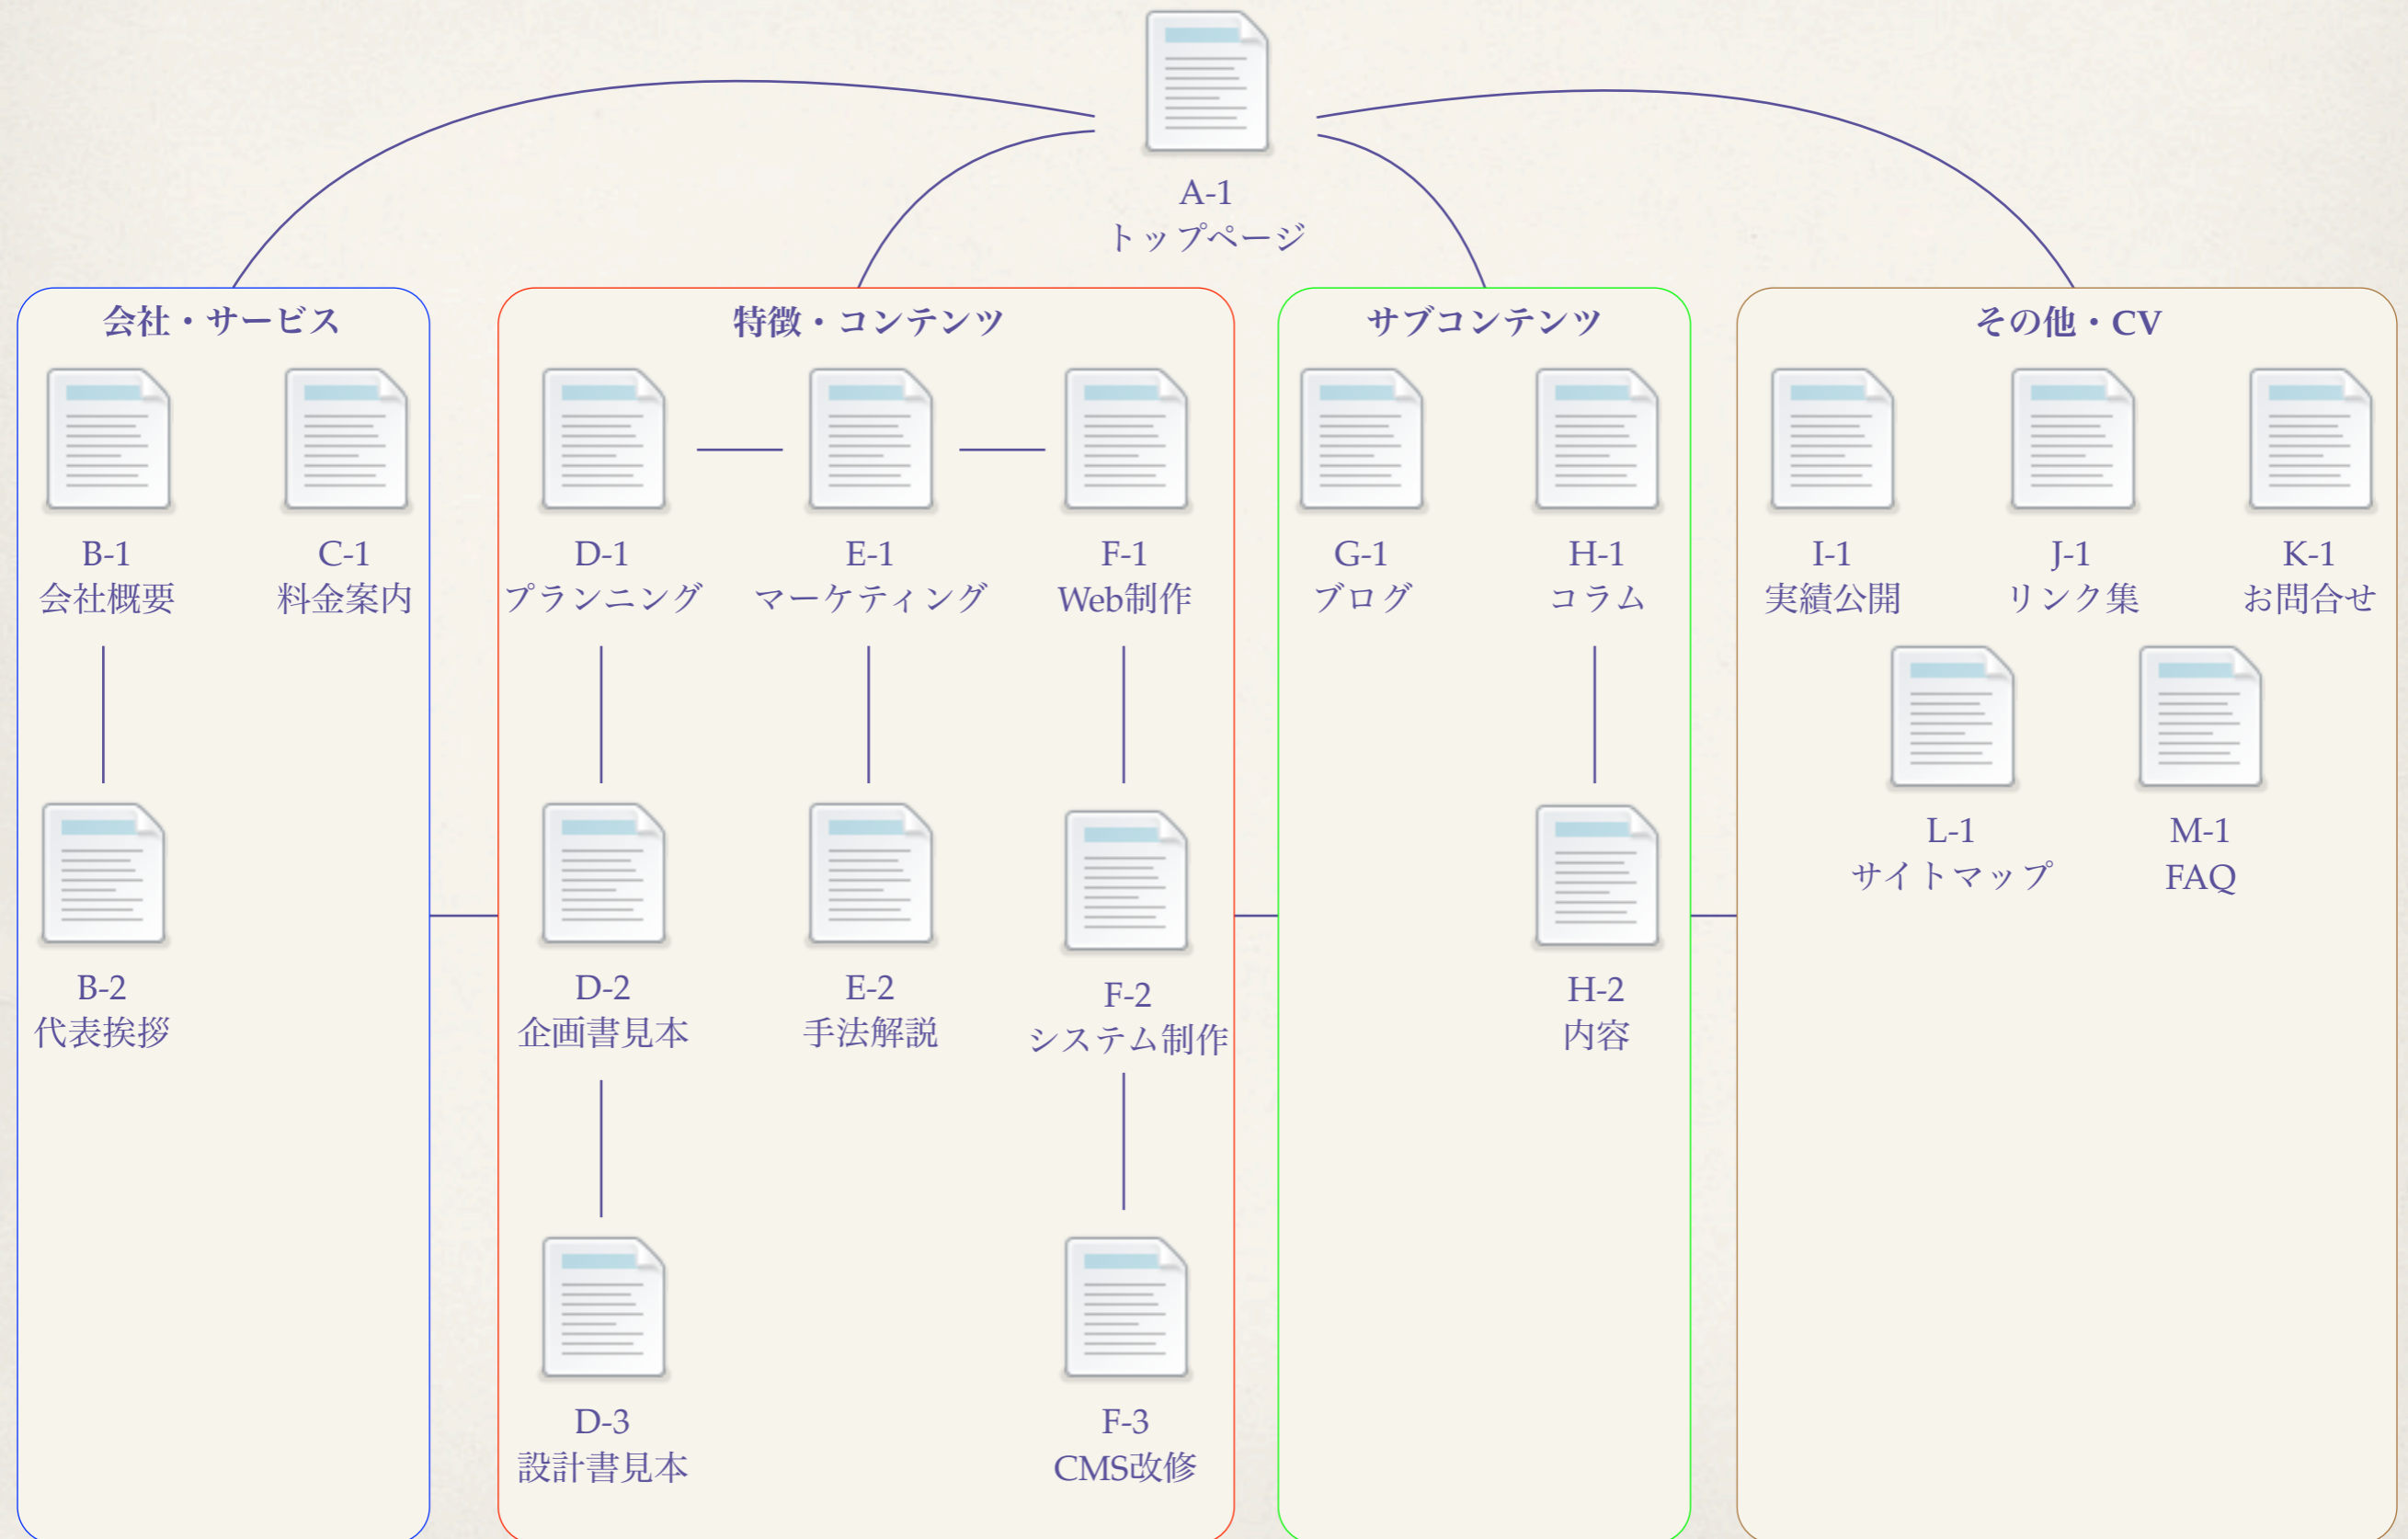 A-1
トップページ
会社・サービス
B-1
会社概要
C-1
料金案内
B-2
代表挨拶
特徴・コンテンツ
D-1
プランニング
E-1
マーケティング
F-1
Web制作
D-2
企画書見本
E-2
手法解説
F-2
システム制作
D-3
設計書見本
F-3
CMS改修
サブコンテンツ
G-1
ブログ
H-1
コラム
H-2
内容
その他・CV
I-1
実績公開
J-1
リンク集
K-1
お問合せ
L-1
サイトマップ
M-1
FAQ